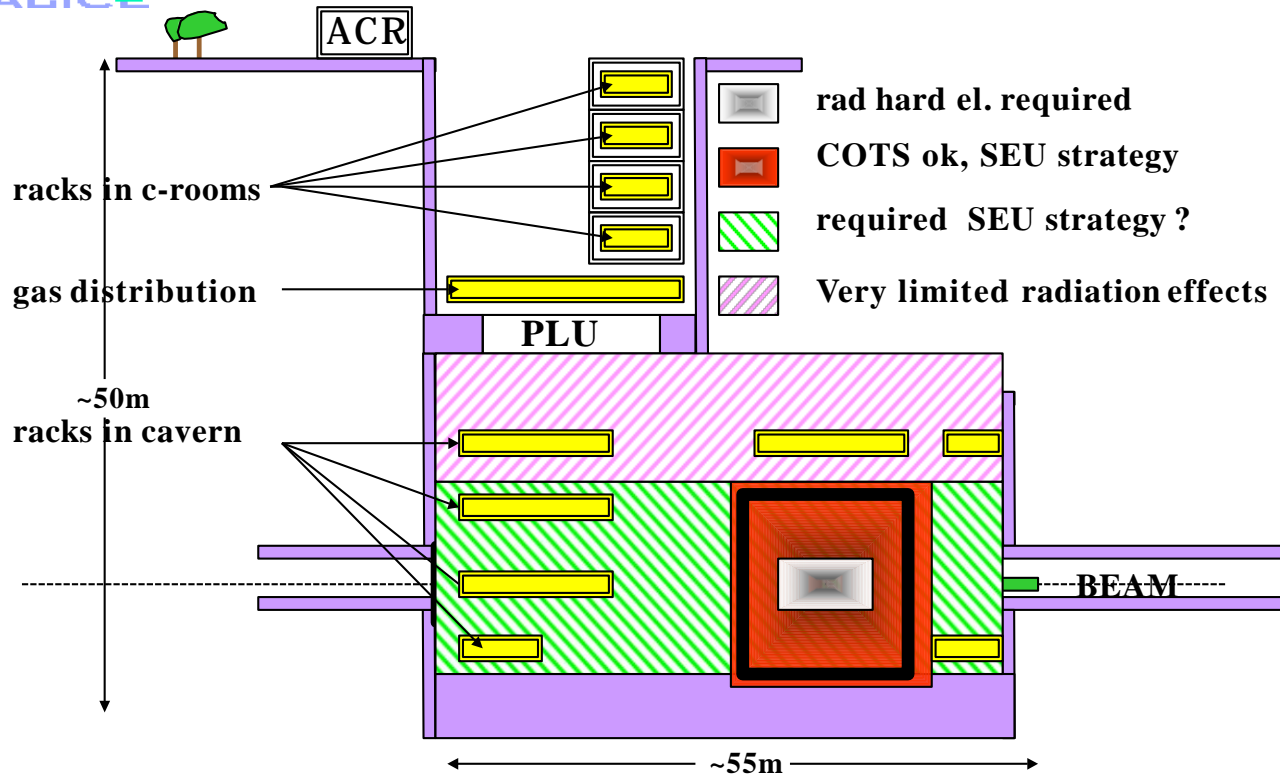 ACR
rad hard el. required
COTS ok, SEU strategy
racks in c-rooms
required SEU strategy ?
gas distribution
Very limited radiation effects
PLU
~50m
racks in cavern
BEAM
~55m